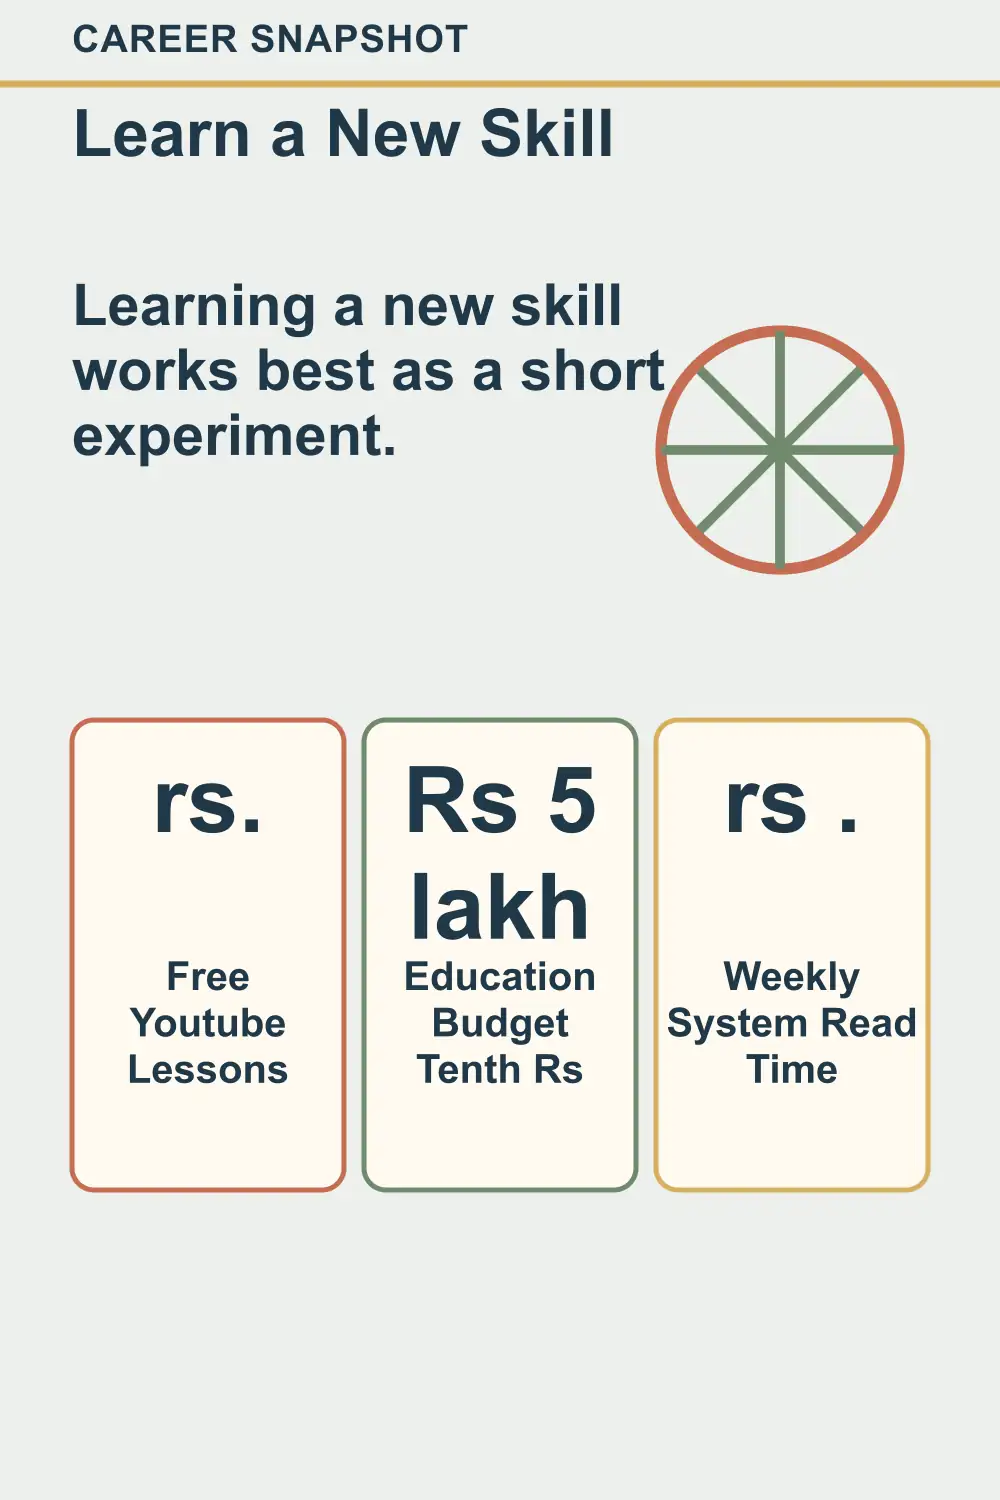 CAREER SNAPSHOT
Learn a New Skill
Learning a new skill
works best as a short
experiment.
rs.
Free
Youtube
Lessons
Rs 5
lakh
Education
Budget
Tenth Rs
rs .
Weekly
System Read
Time